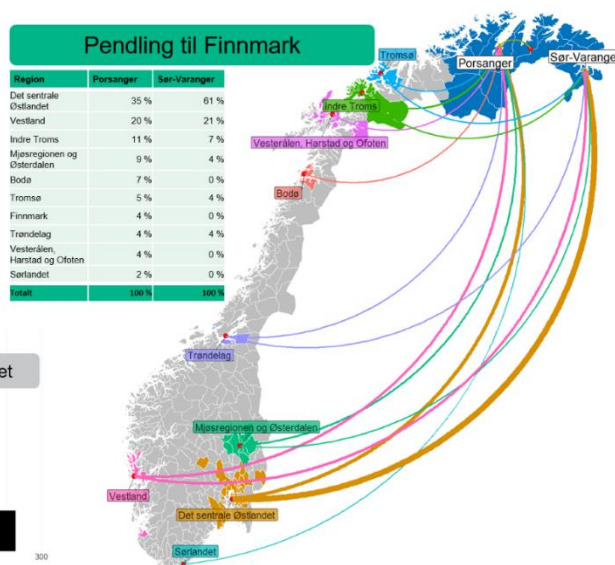 Pendling til Finnmark
Region Porsanger Sør-Varanger
Det sentrale Østlandet 35 % 61 %
Vestland 20 % 21 %
Indre Troms 11 % 7 %
Mjøsregionen og Østerdalen 9 % 4 %
Bodø 7 % 0 %
Tromsø 5 % 4 %
Finnmark 4 % 0 %
Trøndelag 4 % 4 %
Vesterålen, Harstad og Ofoten 4 % 0 %
Sørlandet 2 % 0 %
Totalt 100 % 100 %
Tromsø
Porsanger
Sør-Varanger
Indre Troms
Vesterålen, Harstad og Ofoten
Bodø
Trøndelag
et
Mjøsregionen og Østerdalen
Vestland
Det sentrale Østlandet
Sørlandet
300